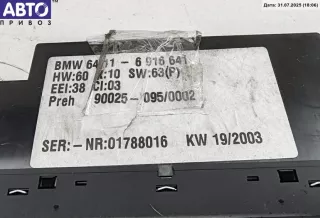 АВТО
ПРИВОЗ
Дата: 31.07.2025 (16:06)
BMW 64.11 - 6 916 641
HW:60 K:10 SW:63(F)
EEI:38 CI:03
Preh 90025-095/0002
SER:-NR:01788016 KW 19/2003